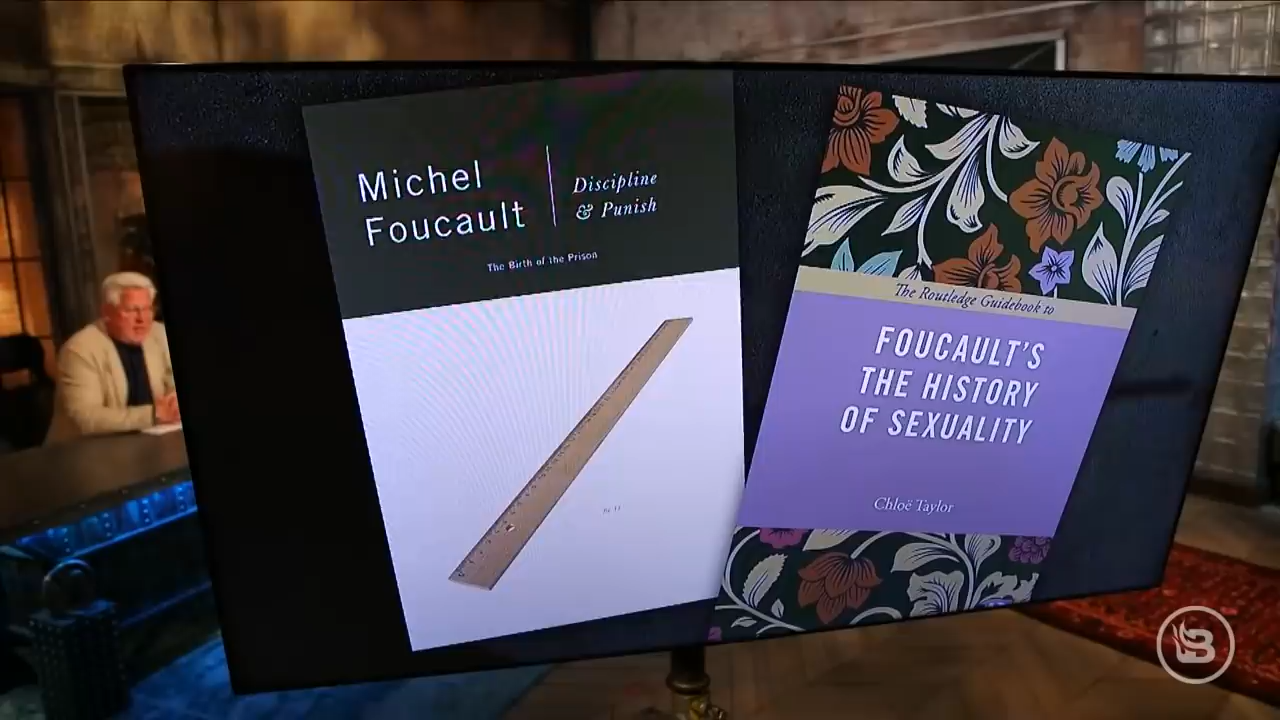 Michel
Foucault
Discipline
& Punish
The Birth of the Prison
The Routledge Guidebook to
FOUCAULT'S
THE HISTORY
OF SEXUALITY
Chloë Taylor
B